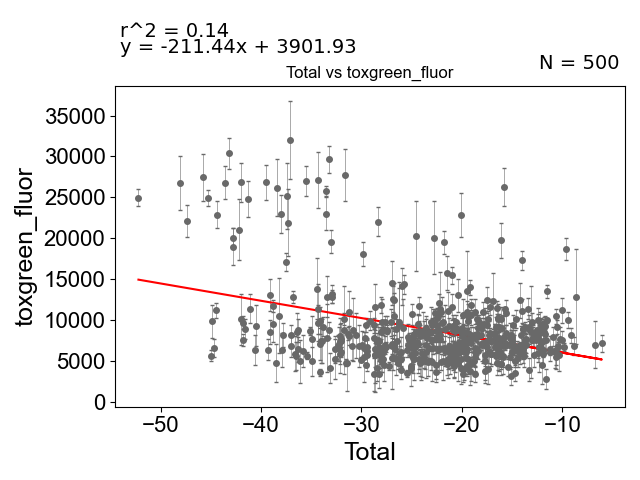 r^2 = 0.14
y = -211.44x + 3901.93
N = 500
Total vs toxgreen_fluor
35000
30000
25000
20000
15000
10000
5000
0
toxgreen_fluor
−50
−40
−30
−20
−10
Total